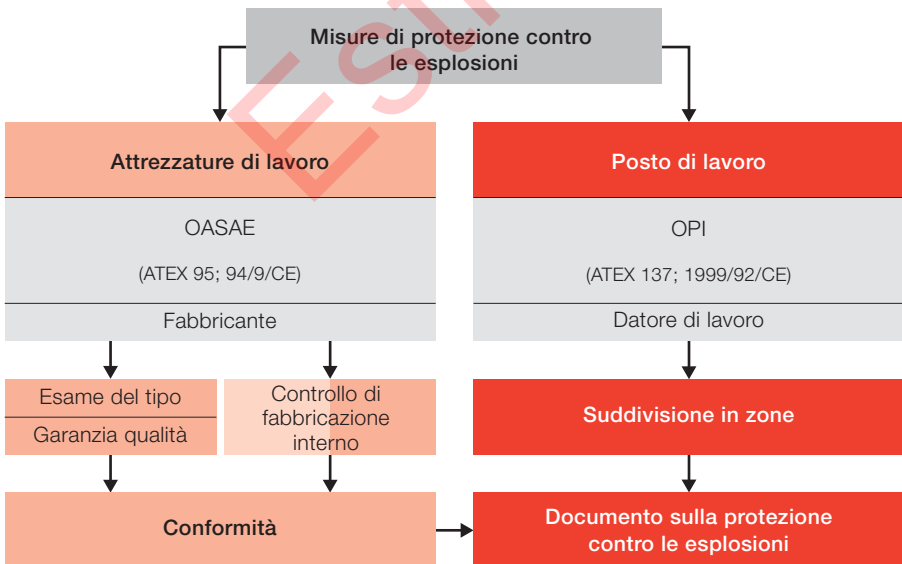 Misure di protezione contro
le esplosioni
Attrezzature di lavoro
OASAE
(ATEX 95; 94/9/CE)
Fabbricante
Esame del tipo
Garanzia qualità
Controllo di
fabbricazione
interno
Conformità
Posto di lavoro
OPI
(ATEX 137; 1999/92/CE)
Datore di lavoro
Suddivisione in zone
Documento sulla protezione
contro le esplosioni